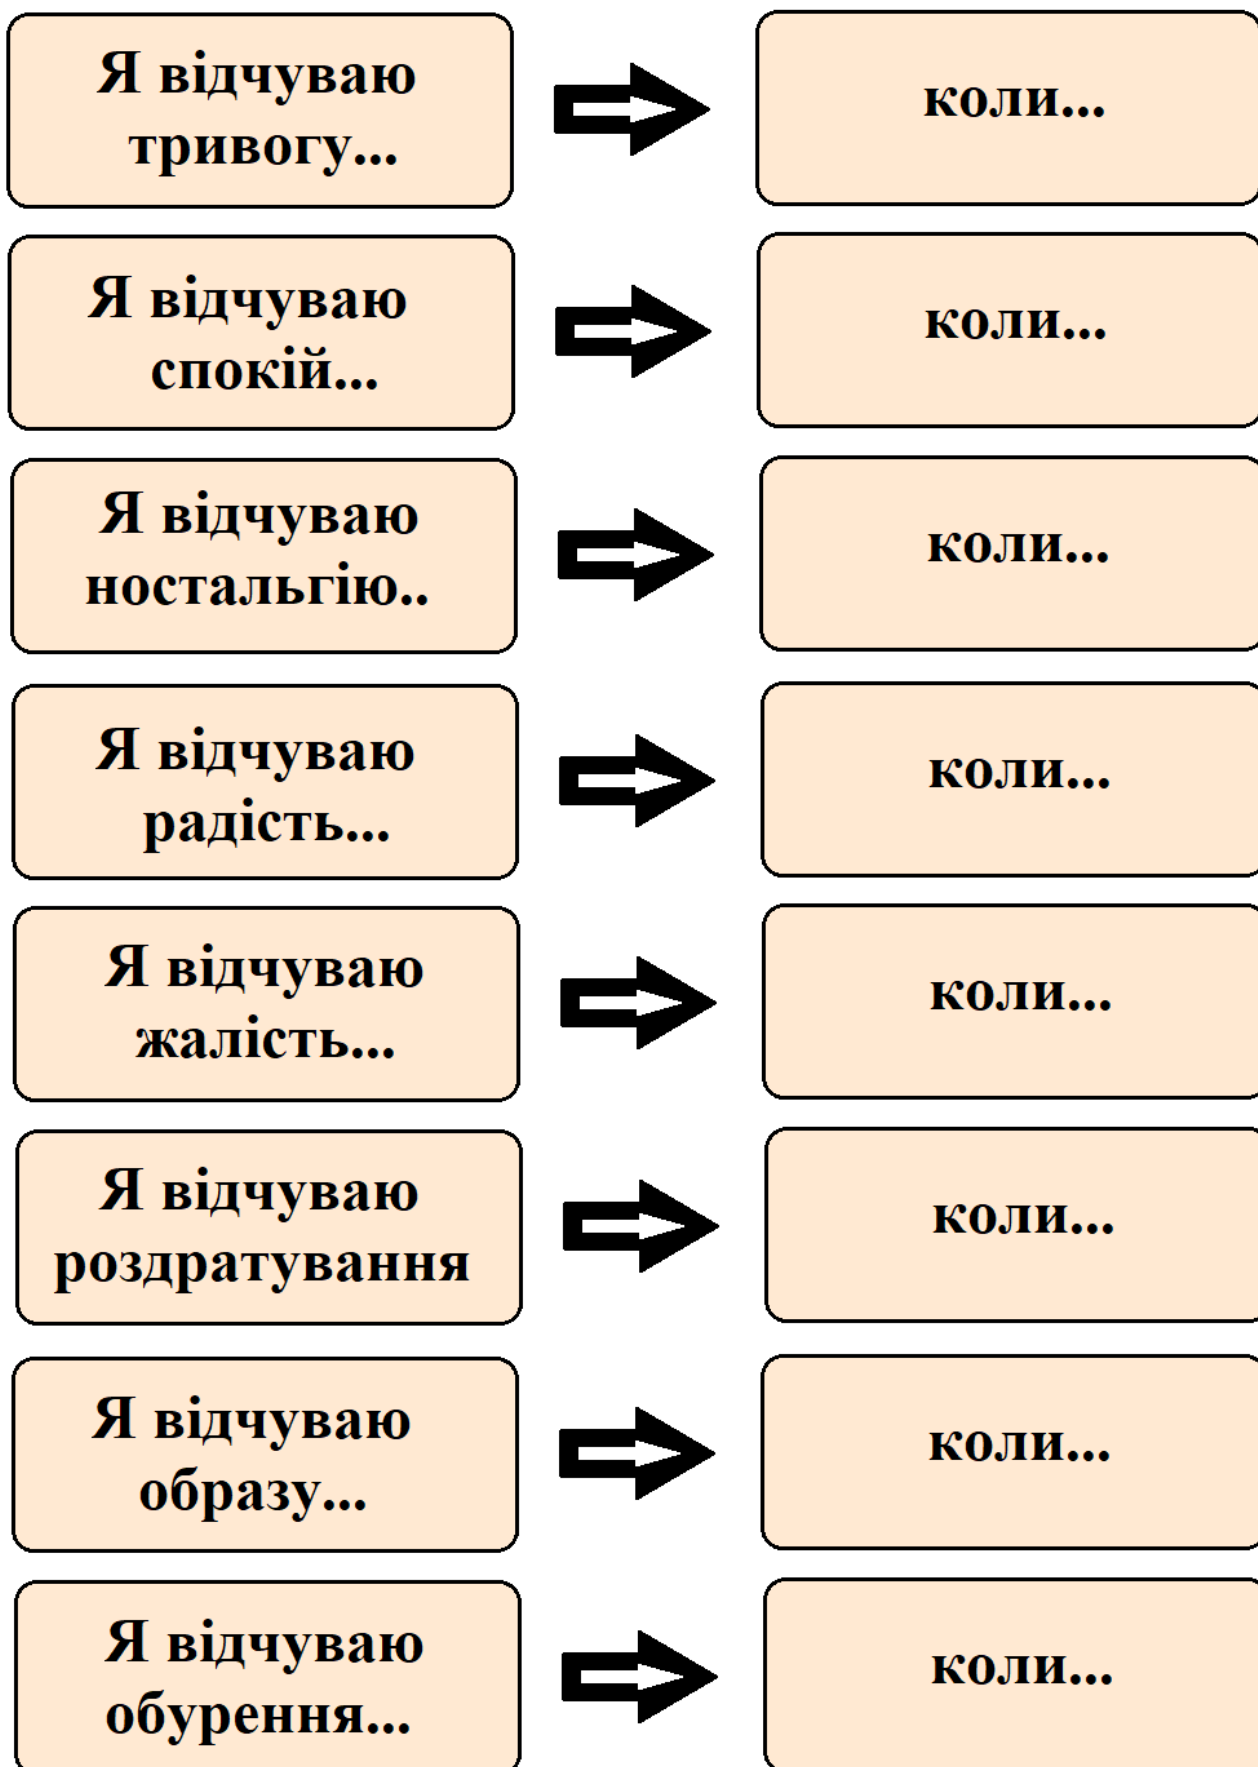 Я відчуваю
тривогу...
коли...
Я відчуваю
спокій...
коли...
Я відчуваю
ностальгію..
коли...
Я відчуваю
радість...
коли...
Я відчуваю
жалість...
коли...
Я відчуваю
роздратування
коли...
Я відчуваю
образу...
коли...
Я відчуваю
обурення...
коли...